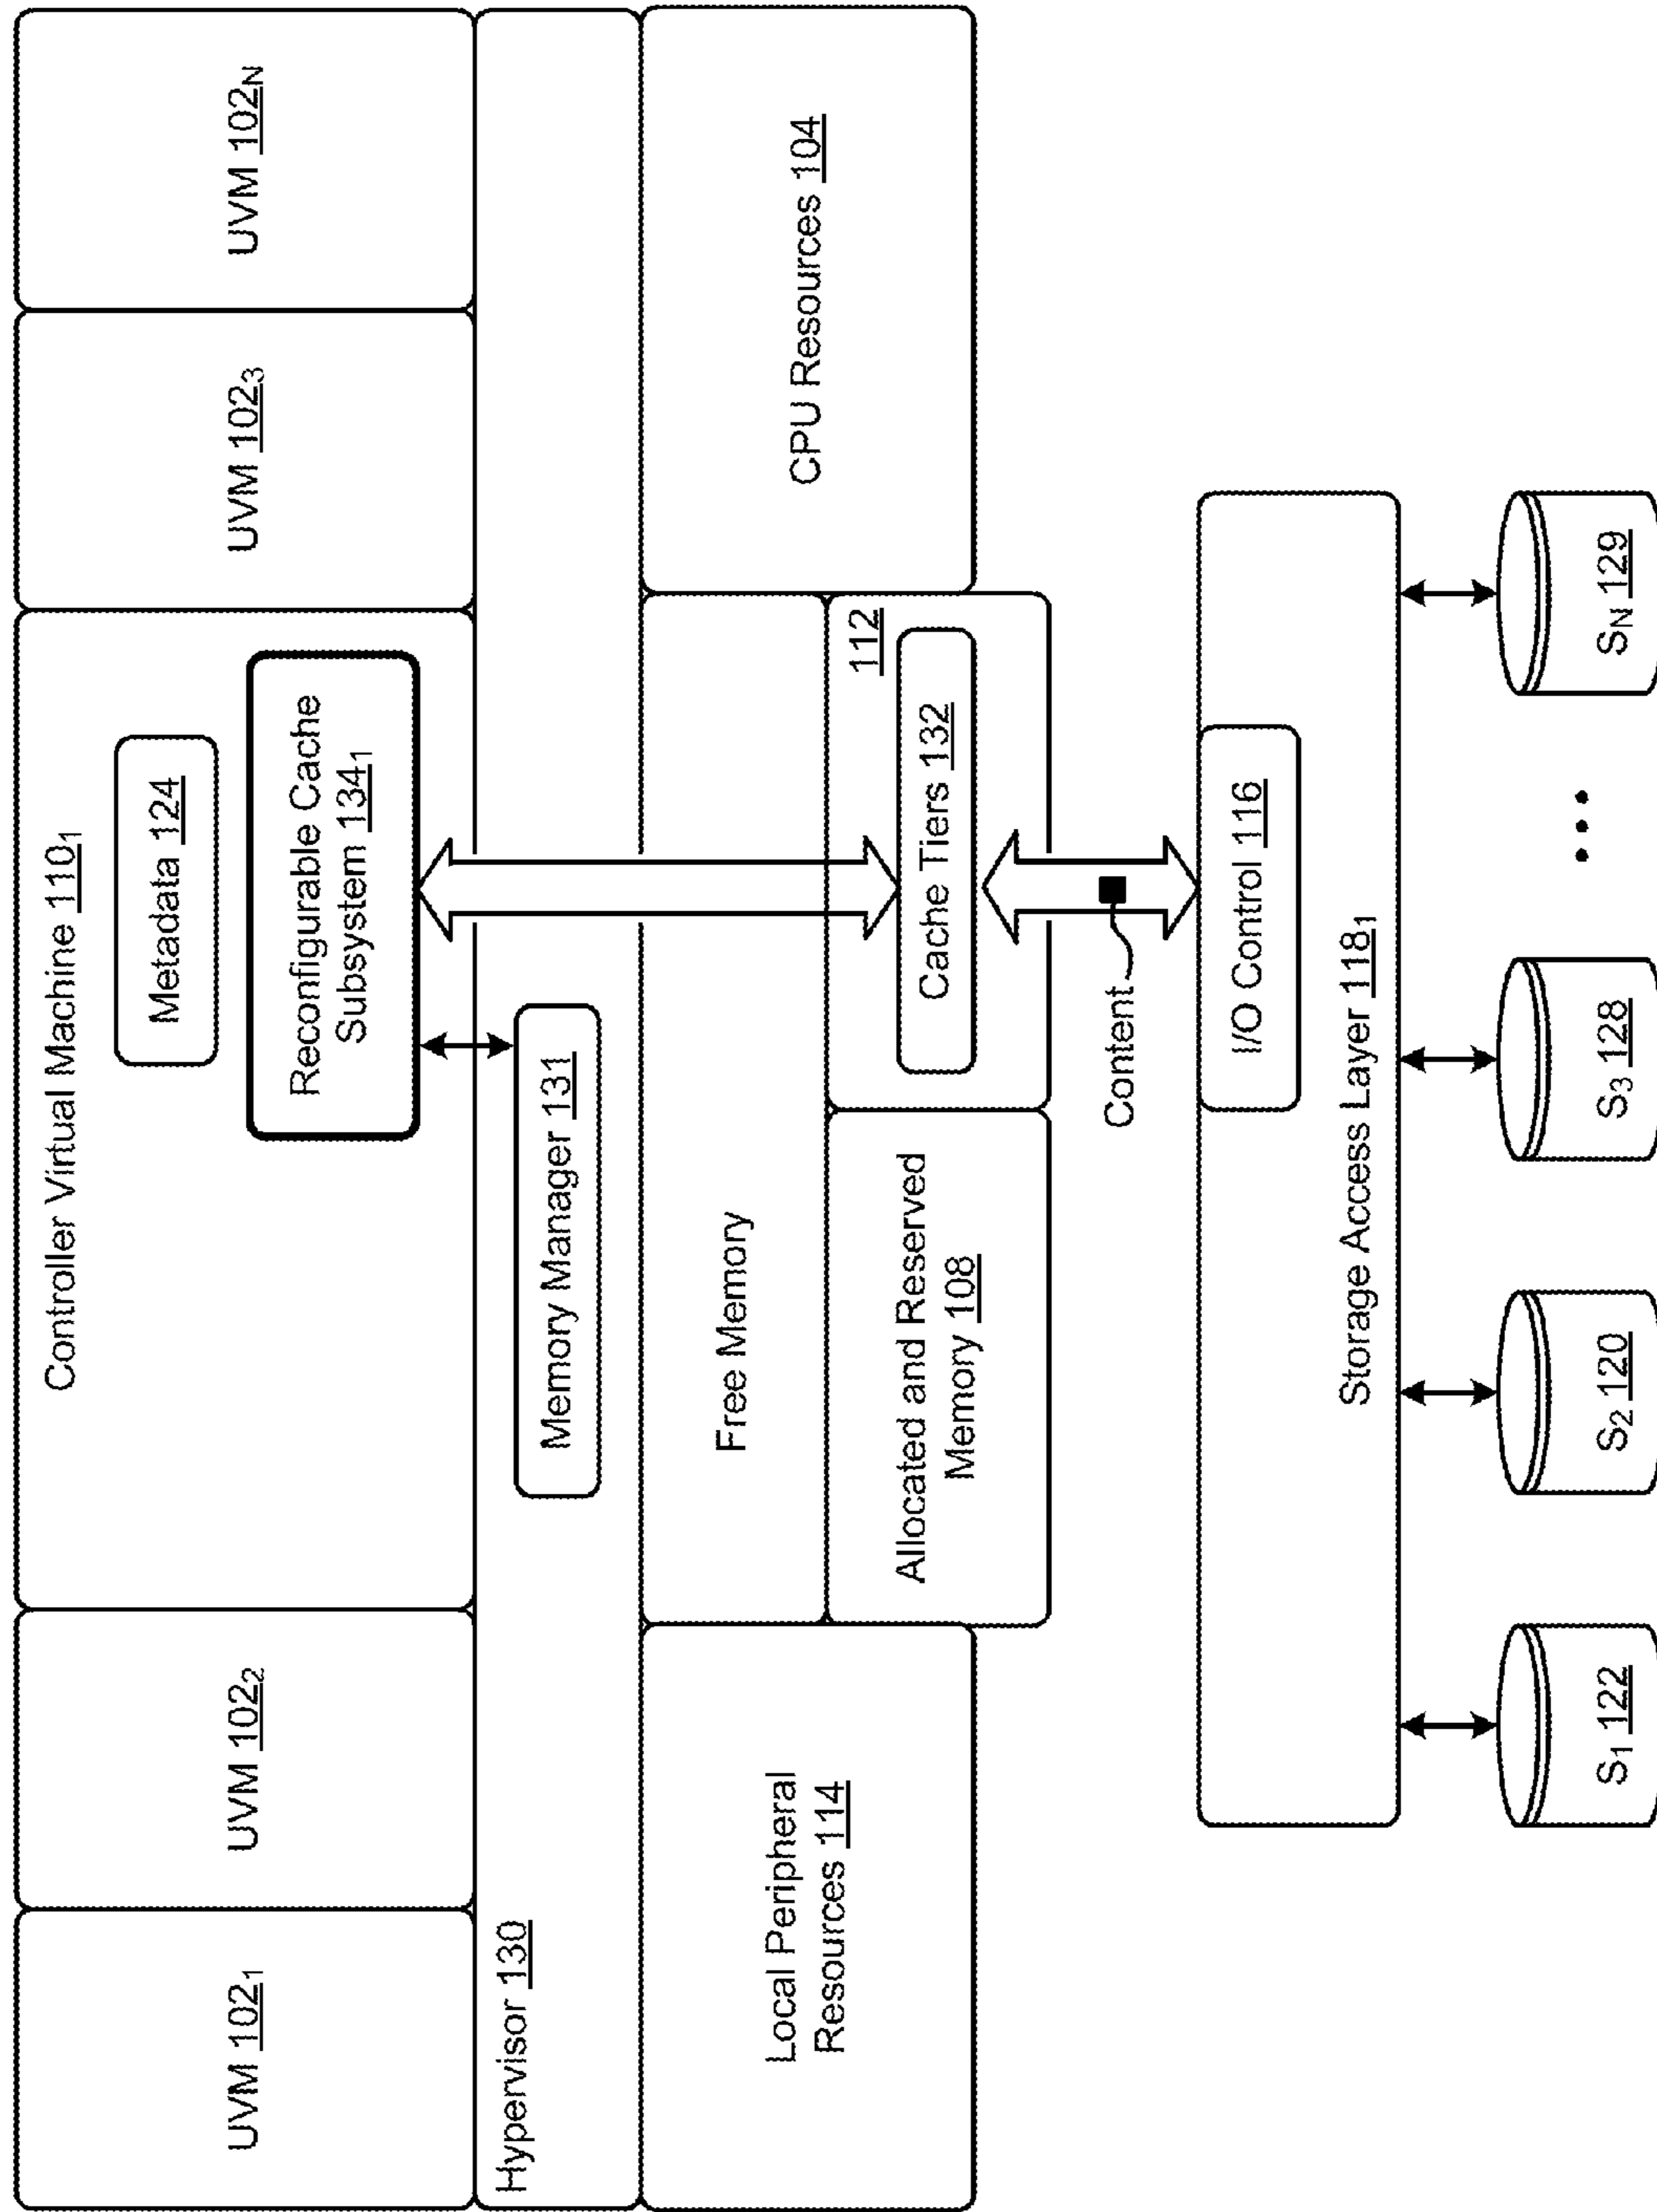 UVM 102₁
UVM 102₂
Controller Virtual Machine 110₁
Metadata 124
Reconfigurable Cache
Subsystem 134₁
UVM 102₃
UVM 102N
Hypervisor 130
Memory Manager 131
Local Peripheral
Resources 114
Free Memory
Allocated and Reserved
Memory 108
112
Cache Tiers 132
CPU Resources 104
Content
I/O Control 116
Storage Access Layer 118₁
S₁ 122
S₂ 120
S₃ 128
...
SN 129